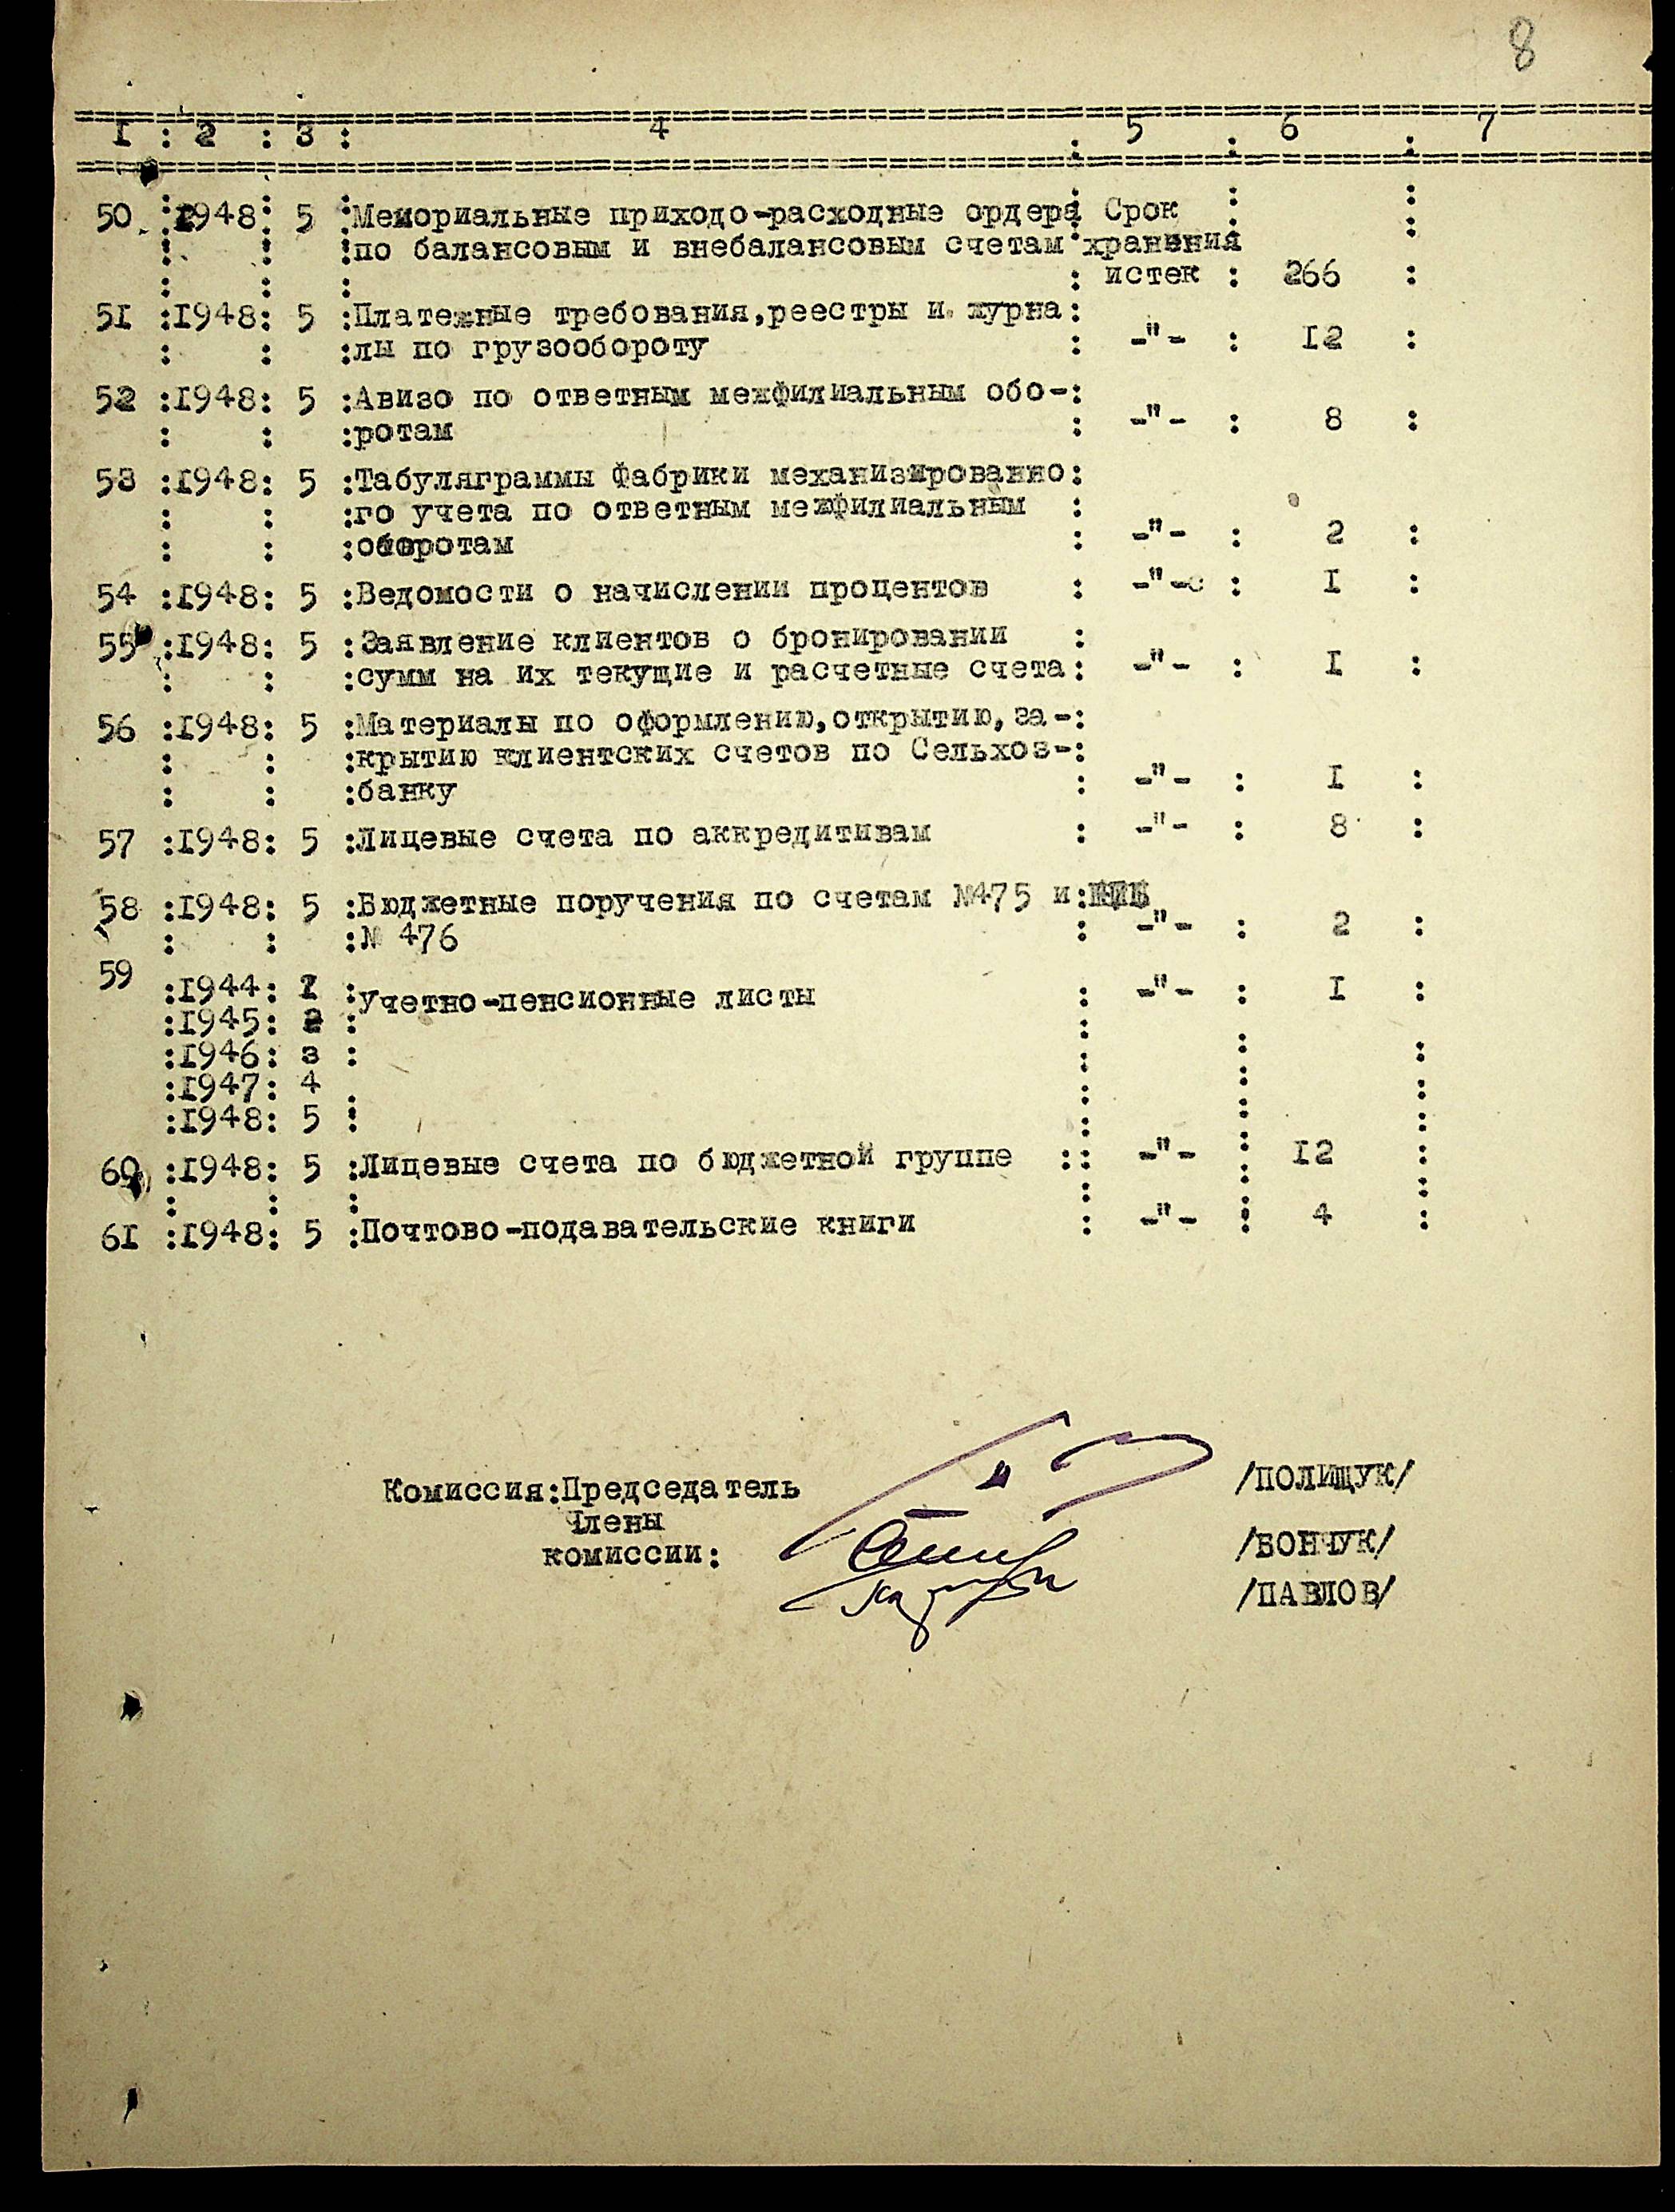 8
I : 2 : 3 : 4 : 5 : 6 : 7
50 :1948: 5 :Мемориальные приходо-расходные ордера Срок :
:по балансовым и внебалансовым счетам хранения
: истек : 266 :
51 :1948: 5 :Платежные требования,реестры и журна:
:лы по грузообороту : -"- : 12 :
52 :1948: 5 :Авизо по ответным межфилиальным обо-:
:ротам : -"- : 8 :
53 :1948: 5 :Табуляграммы Фабрики механизированно:
:го учета по ответным межфилиальным :
:оборотам : -"- : 2 :
54 :1948: 5 :Ведомости о начислении процентов : -"- : I :
55 :1948: 5 :Заявление клиентов о бронировании :
:сумм на их текущие и расчетные счета: -"- : I :
56 :1948: 5 :Материалы по оформлению,открытию,за-:
:крытию клиентских счетов по Сельхоз-:
:банку : -"- : I :
57 :1948: 5 :Лицевые счета по аккредитивам : -"- : 8 :
58 :1948: 5 :Бюджетные поручения по счетам №475 и:
:№ 476 : -"- : 2 :
59 :1944: I :Учетно-пенсионные листы : -"- : I :
:1945: 2 :
:1946: 3 :
:1947: 4
:1948: 5 :
60 :1948: 5 :Лицевые счета по бюджетной группе :: -"- : 12 :
61 :1948: 5 :Почтово-подавательские книги : -"- : 4 :
Комиссия:Председатель /ПОЛИЩУК/
Члены
комиссии: /БОНЧУК/
/ПАВЛОВ/